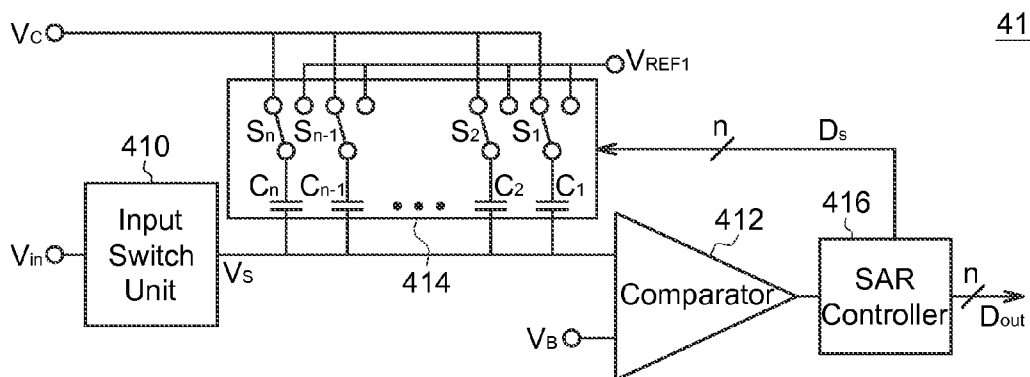 41
VC
VREF1
Sn Sn-1 S2 S1
n Ds
410
Cn Cn-1 C2 C1
412 416
Input
Switch
Unit
Vin
VS
414
Comparator
SAR
Controller
n
Dout
VB